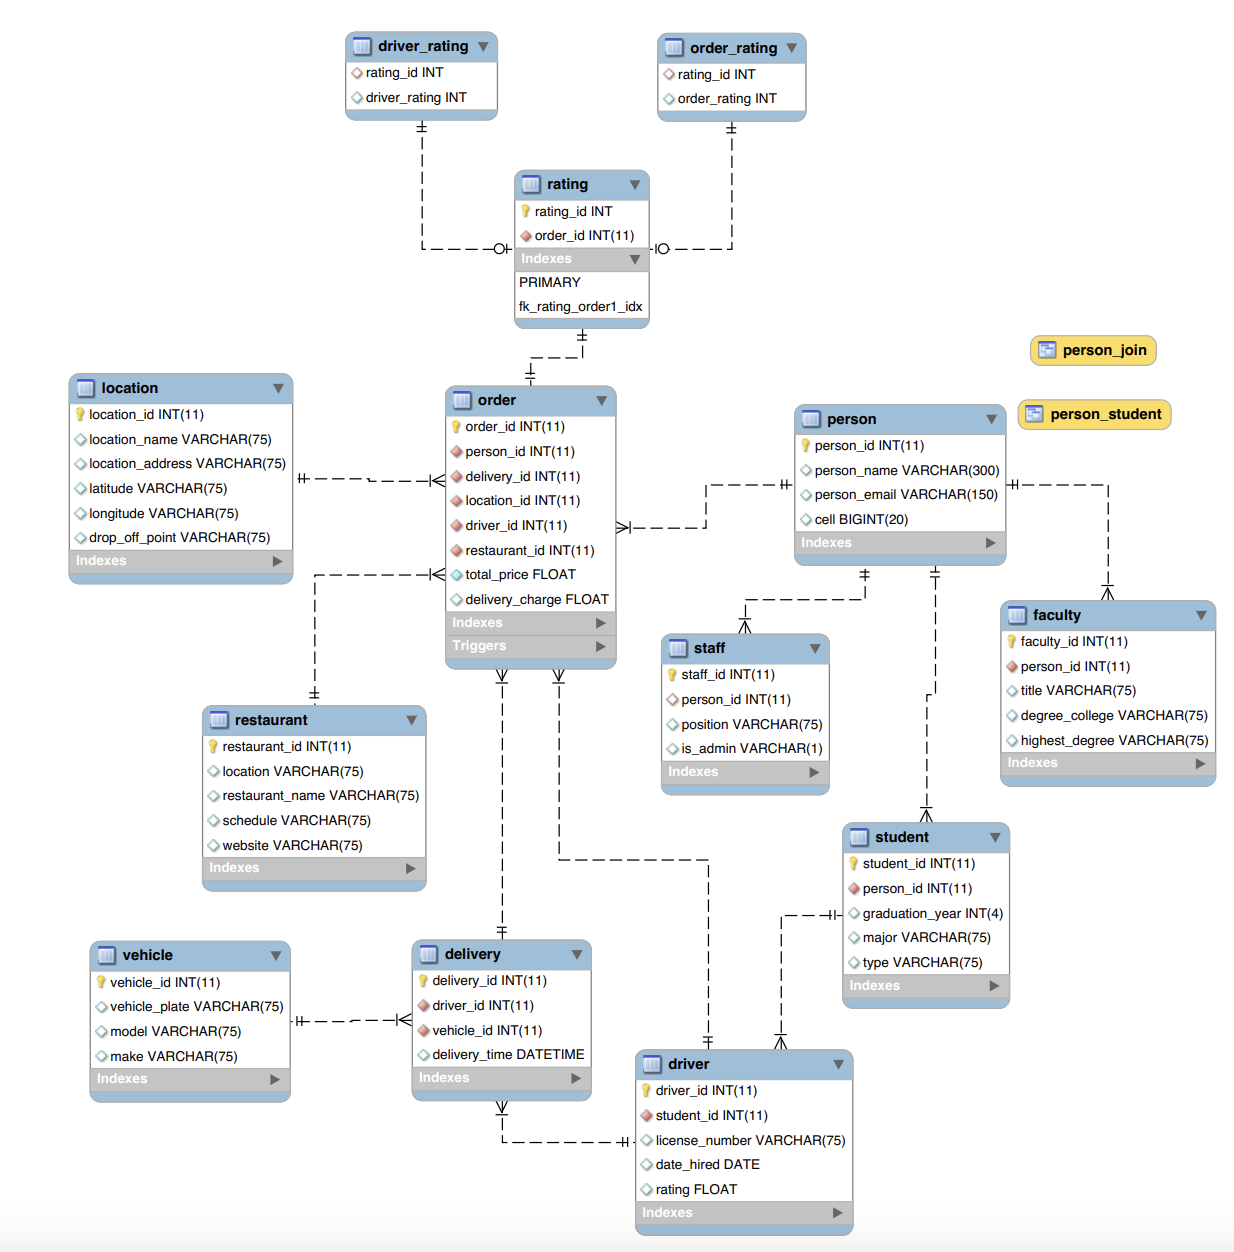 driver_rating
rating_id INT
driver_rating INT
order_rating
rating_id INT
order_rating INT
rating
rating_id INT
order_id INT(11)
Indexes
PRIMARY
fk_rating_order1_idx
person_join
person_student
location
location_id INT(11)
location_name VARCHAR(75)
location_address VARCHAR(75)
latitude VARCHAR(75)
longitude VARCHAR(75)
drop_off_point VARCHAR(75)
Indexes
order
order_id INT(11)
person_id INT(11)
delivery_id INT(11)
location_id INT(11)
driver_id INT(11)
restaurant_id INT(11)
total_price FLOAT
delivery_charge FLOAT
Indexes
Triggers
person
person_id INT(11)
person_name VARCHAR(300)
person_email VARCHAR(150)
cell BIGINT(20)
Indexes
staff
staff_id INT(11)
person_id INT(11)
position VARCHAR(75)
is_admin VARCHAR(1)
Indexes
faculty
faculty_id INT(11)
person_id INT(11)
title VARCHAR(75)
degree_college VARCHAR(75)
highest_degree VARCHAR(75)
Indexes
restaurant
restaurant_id INT(11)
location VARCHAR(75)
restaurant_name VARCHAR(75)
schedule VARCHAR(75)
website VARCHAR(75)
Indexes
student
student_id INT(11)
person_id INT(11)
graduation_year INT(4)
major VARCHAR(75)
type VARCHAR(75)
Indexes
vehicle
vehicle_id INT(11)
vehicle_plate VARCHAR(75)
model VARCHAR(75)
make VARCHAR(75)
Indexes
delivery
delivery_id INT(11)
driver_id INT(11)
vehicle_id INT(11)
delivery_time DATETIME
Indexes
driver
driver_id INT(11)
student_id INT(11)
license_number VARCHAR(75)
date_hired DATE
rating FLOAT
Indexes